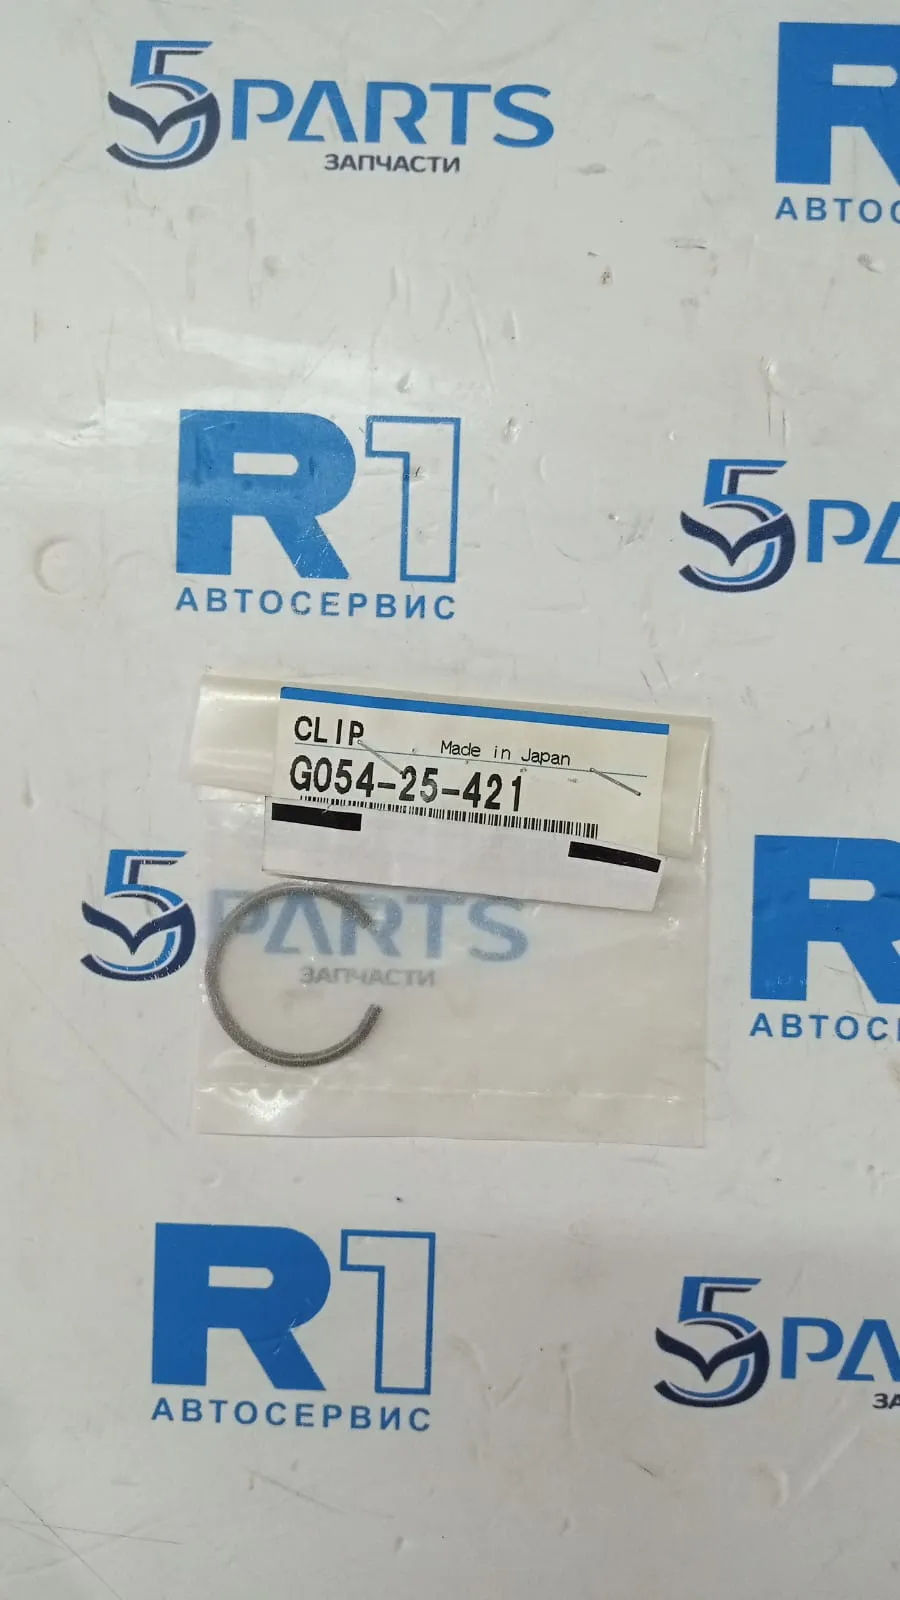 5PARTS
ЗАПЧАСТИ
R
АВТОС
R1
АВТОСЕРВИС
5PA
CLIP
Made in Japan
G054-25-421
5PARTS
ЗАПЧАСТИ
R
АВТОС
R1
АВТОСЕРВИС
5PA
ЗА